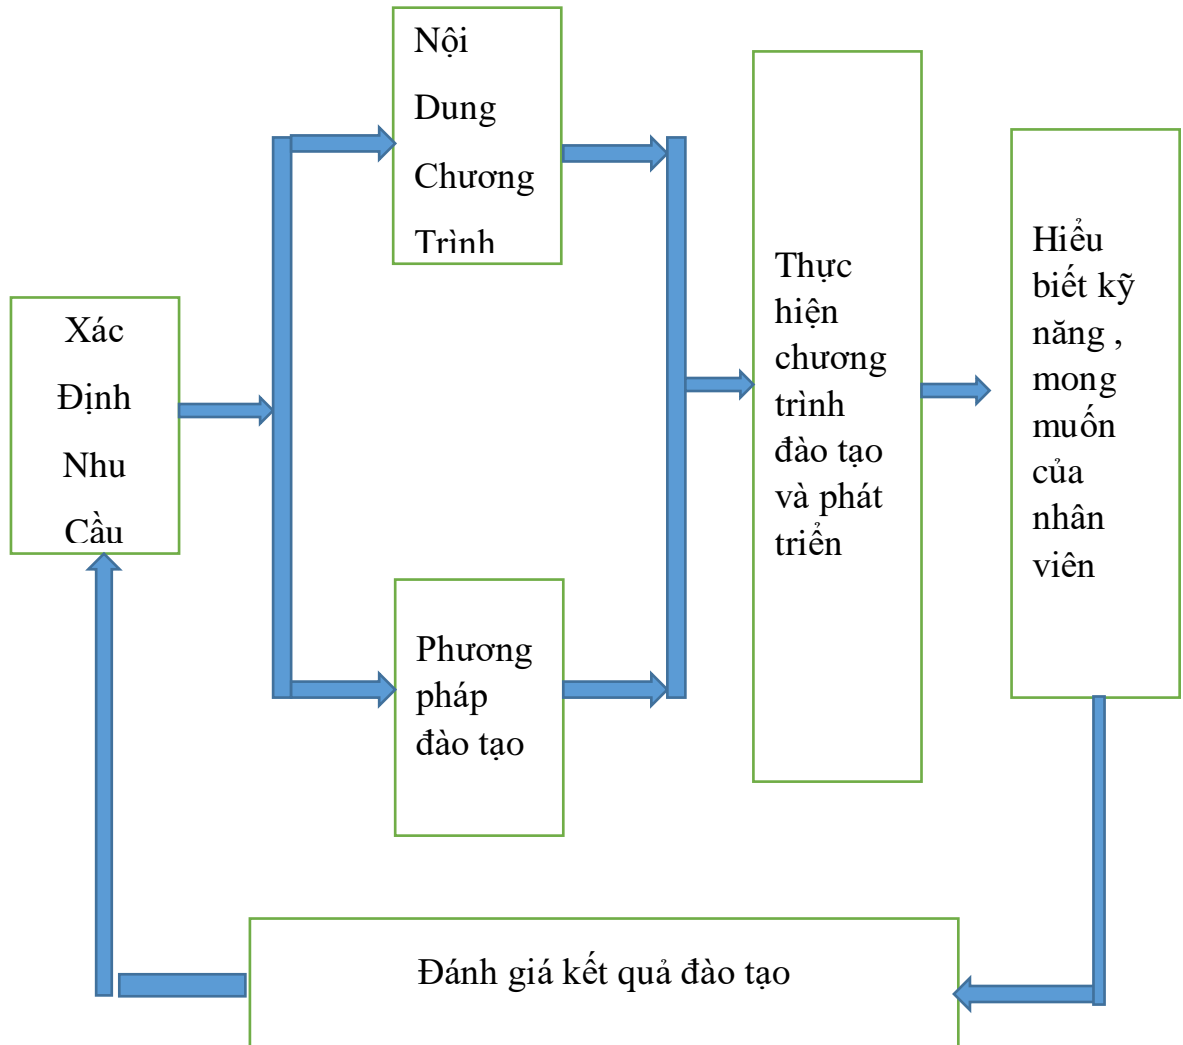 Nội
Dung
Chương
Trình
Xác
Định
Nhu
Cầu
Phương
pháp
đào tạo
Thực
hiện
chương
trình
đào tạo
và phát
triển
Hiểu
biết kỹ
năng ,
mong
muốn
của
nhân
viên
Đánh giá kết quả đào tạo